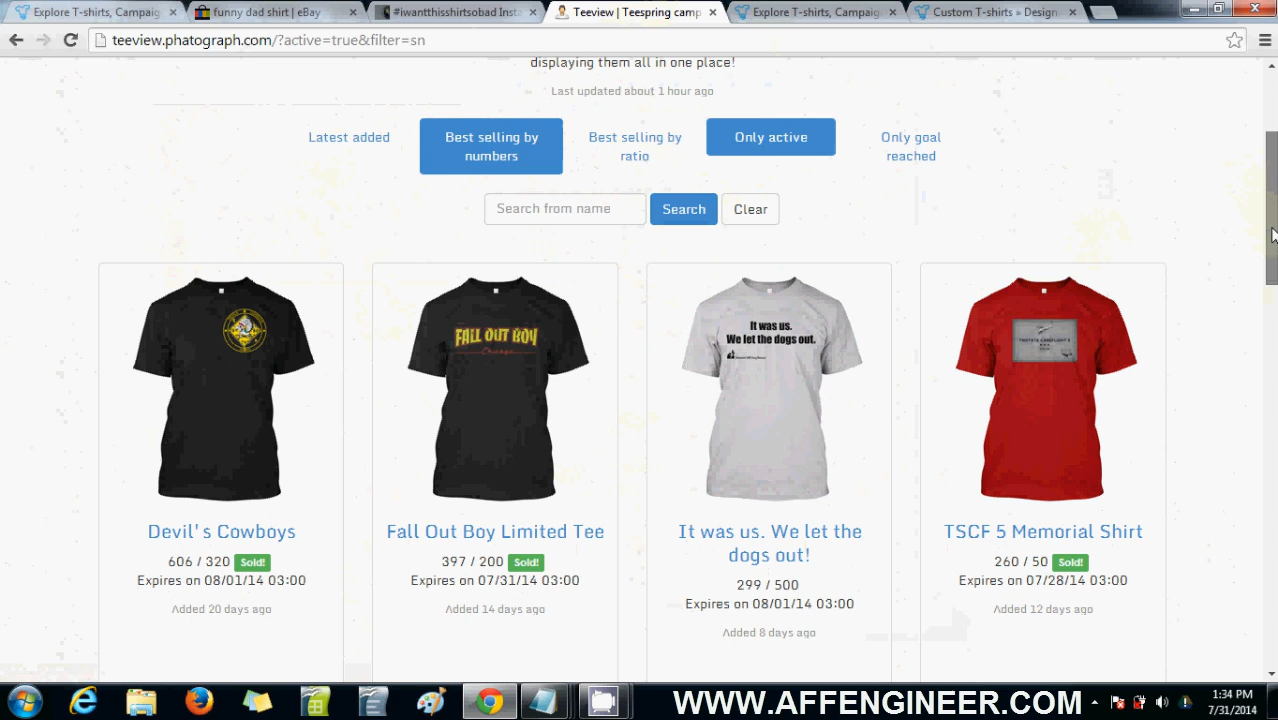 Explore T-shirts, Campaig
funny dad shirt | eBay
#iwantthisshirtsobad Insta
Teeview | Teespring camp
Explore T-shirts, Campaig
Custom T-shirts » Design
teeview.phatograph.com/?active=true&filter=sn
displaying them all in one place!
Last updated about 1 hour ago
Latest added
Best selling by
numbers
Best selling by
ratio
Only active
Only goal
reached
Search from name
Search
Clear
FALL OUT BOY
Chicago
It was us.
We let the dogs out.
Devil's Cowboys
606 / 320 Sold!
Expires on 08/01/14 03:00
Added 20 days ago
Fall Out Boy Limited Tee
397 / 200 Sold!
Expires on 07/31/14 03:00
Added 14 days ago
It was us. We let the
dogs out!
299 / 500
Expires on 08/01/14 03:00
Added 8 days ago
TSCF 5 Memorial Shirt
260 / 50 Sold!
Expires on 07/28/14 03:00
Added 12 days ago
WWW.AFFENGINEER.COM
1:34 PM
7/31/2014